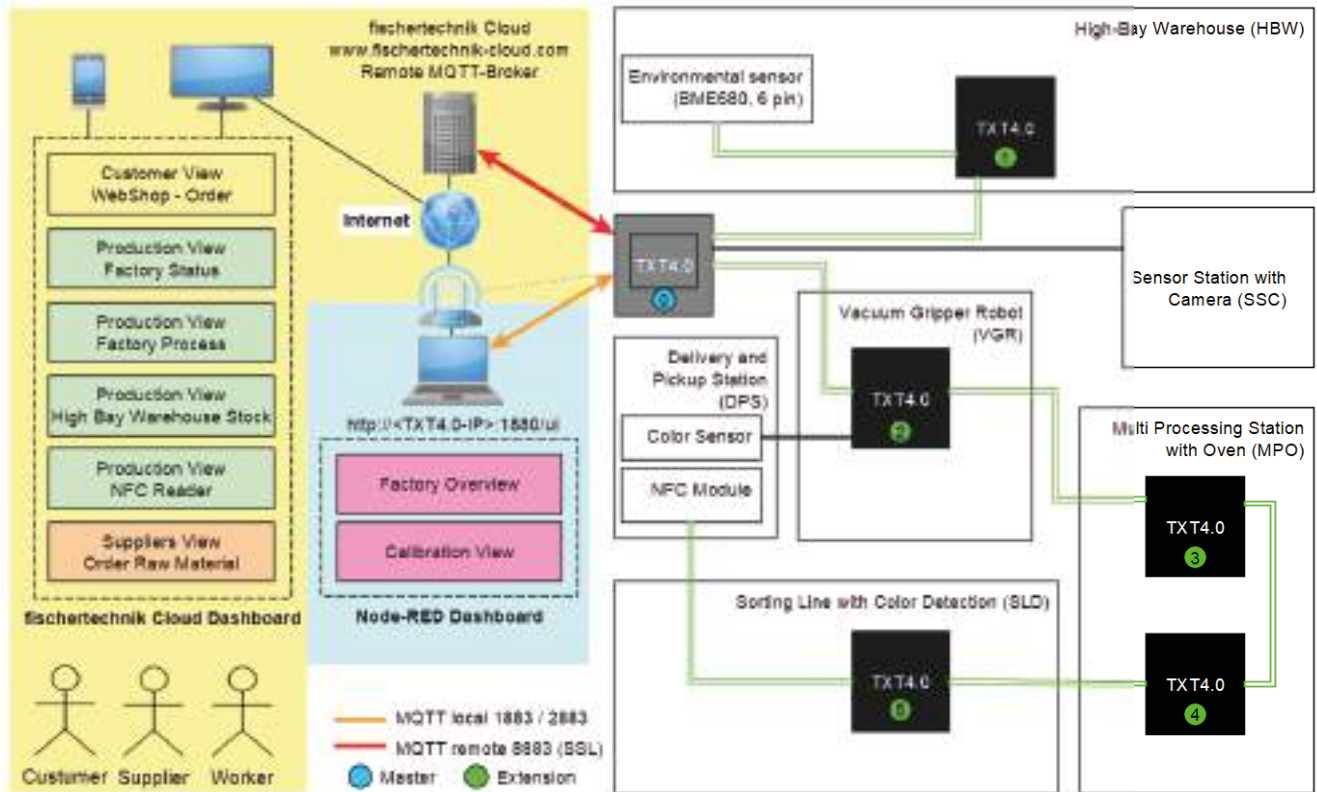 fischertechnik Cloud
www.fischertechnik-cloud.com
Remote MQTT-Broker
Customer View
WebShop - Order
Production View
Factory Status
Production View
Factory Process
Production View
High Bay Warehouse Stock
Production View
NFC Reader
Suppliers View
Order Raw Material
fischertechnik Cloud Dashboard
Custumer
Supplier
Worker
Internet
http://<TXT4.0-IP>:1880/ui
Factory Overview
Calibration View
Node-RED Dashboard
MQTT local 1883 / 2883
MQTT remote 8883 (SSL)
Master
Extension
High-Bay Warehouse (HBW)
Environmental sensor
(BME680, 6 pin)
TXT4.0
1
TXT4.0
0
Sensor Station with
Camera (SSC)
Vacuum Gripper Robot
(VGR)
TXT4.0
2
Delivery and
Pickup Station
(DPS)
Color Sensor
NFC Module
Multi Processing Station
with Oven (MPO)
TXT4.0
3
TXT4.0
4
Sorting Line with Color Detection (SLD)
TXT4.0
5